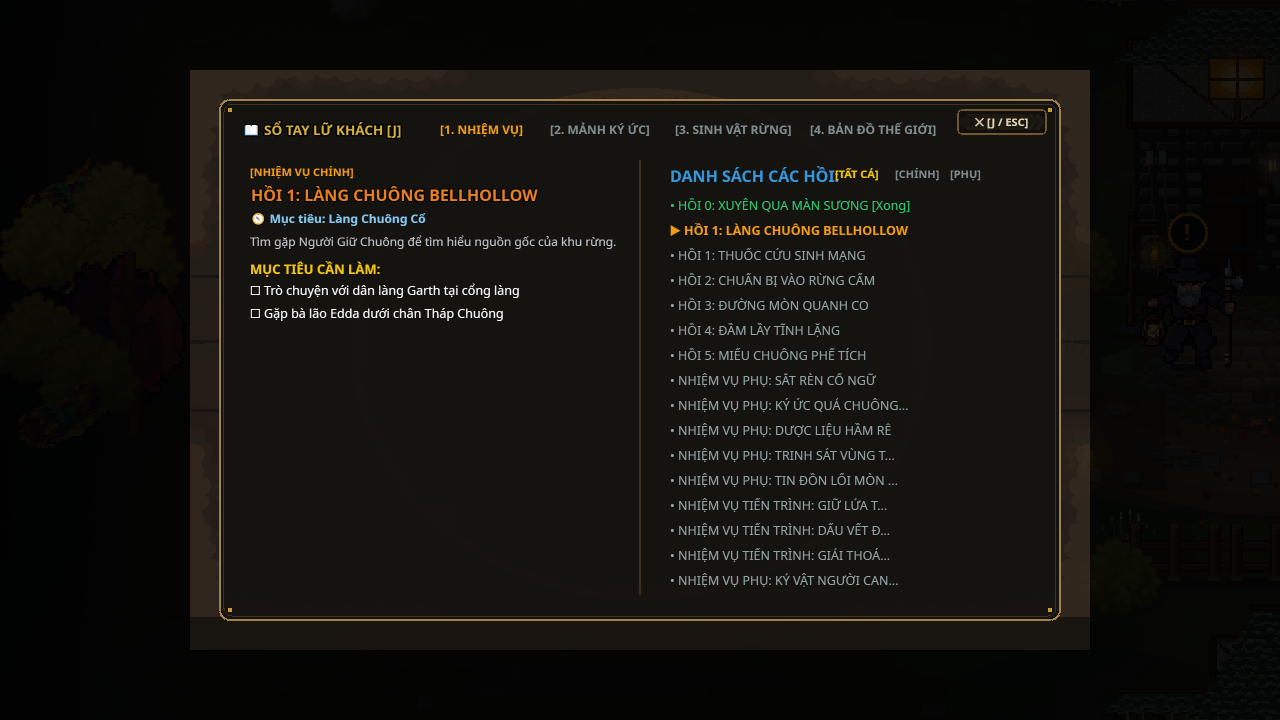 📖 SỔ TAY LỮ KHÁCH [J]
[1. NHIỆM VỤ]
[2. MẢNH KÝ ỨC]
[3. SINH VẬT RỪNG]
[4. BẢN ĐỒ THẾ GIỚI]
✕ [J / ESC]
[NHIỆM VỤ CHÍNH]
HỒI 1: LÀNG CHUÔNG BELLHOLLOW
🧭 Mục tiêu: Làng Chuông Cổ
Tìm gặp Người Giữ Chuông để tìm hiểu nguồn gốc của khu rừng.
MỤC TIÊU CẦN LÀM:
☐ Trò chuyện với dân làng Garth tại cổng làng
☐ Gặp bà lão Edda dưới chân Tháp Chuông
DANH SÁCH CÁC HỒI:
[TẤT CẢ]
[CHÍNH]
[PHỤ]
• HỒI 0: XUYÊN QUA MÀN SƯƠNG [Xong]
▶ HỒI 1: LÀNG CHUÔNG BELLHOLLOW
• HỒI 1: THUỐC CỨU SINH MẠNG
• HỒI 2: CHUẨN BỊ VÀO RỪNG CẤM
• HỒI 3: ĐƯỜNG MÒN QUANH CO
• HỒI 4: ĐẦM LẦY TĨNH LẶNG
• HỒI 5: MIẾU CHUÔNG PHẾ TÍCH
• NHIỆM VỤ PHỤ: SẮT RÈN CỔ NGỮ
• NHIỆM VỤ PHỤ: KÝ ỨC QUẢ CHUÔNG...
• NHIỆM VỤ PHỤ: DƯỢC LIỆU HẦM RỄ
• NHIỆM VỤ PHỤ: TRINH SÁT VÙNG T...
• NHIỆM VỤ PHỤ: TIN ĐỒN LỐI MÒN ...
• NHIỆM VỤ TIẾN TRÌNH: GIỮ LỬA T...
• NHIỆM VỤ TIẾN TRÌNH: DẤU VẾT Đ...
• NHIỆM VỤ TIẾN TRÌNH: GIẢI THOÁ...
• NHIỆM VỤ PHỤ: KỶ VẬT NGƯỜI CAN...
!